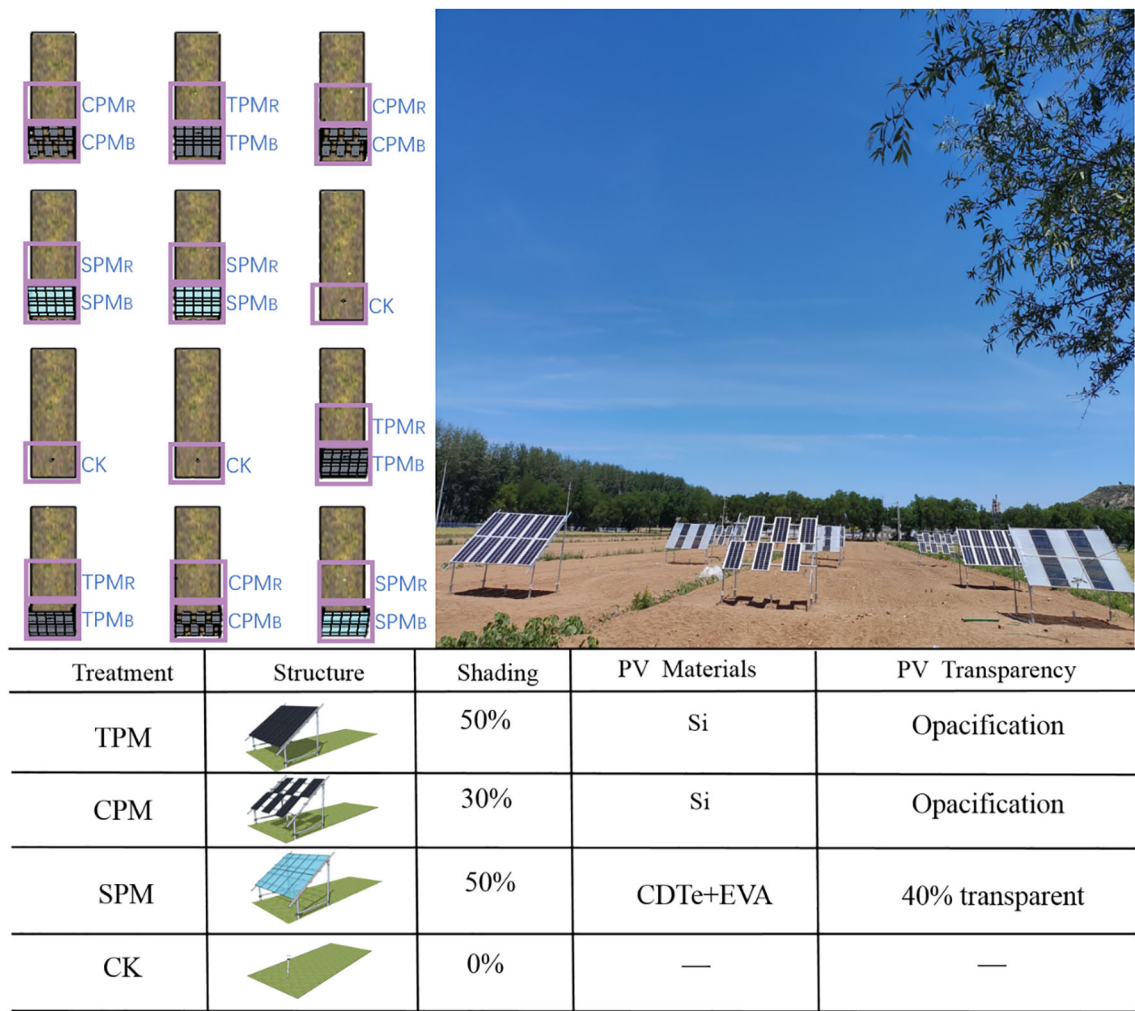 CPMR TPMR CPMR
CPMB TPMB CPMB
SPMR SPMR
SPMB SPMB CK
TPMR
CK CK TPMB
TPMR CPMR SPMR
TPMB CPMB SPMB
Treatment Structure Shading PV Materials PV Transparency
TPM 50% Si Opacification
CPM 30% Si Opacification
SPM 50% CDTe+EVA 40% transparent
CK 0% — —